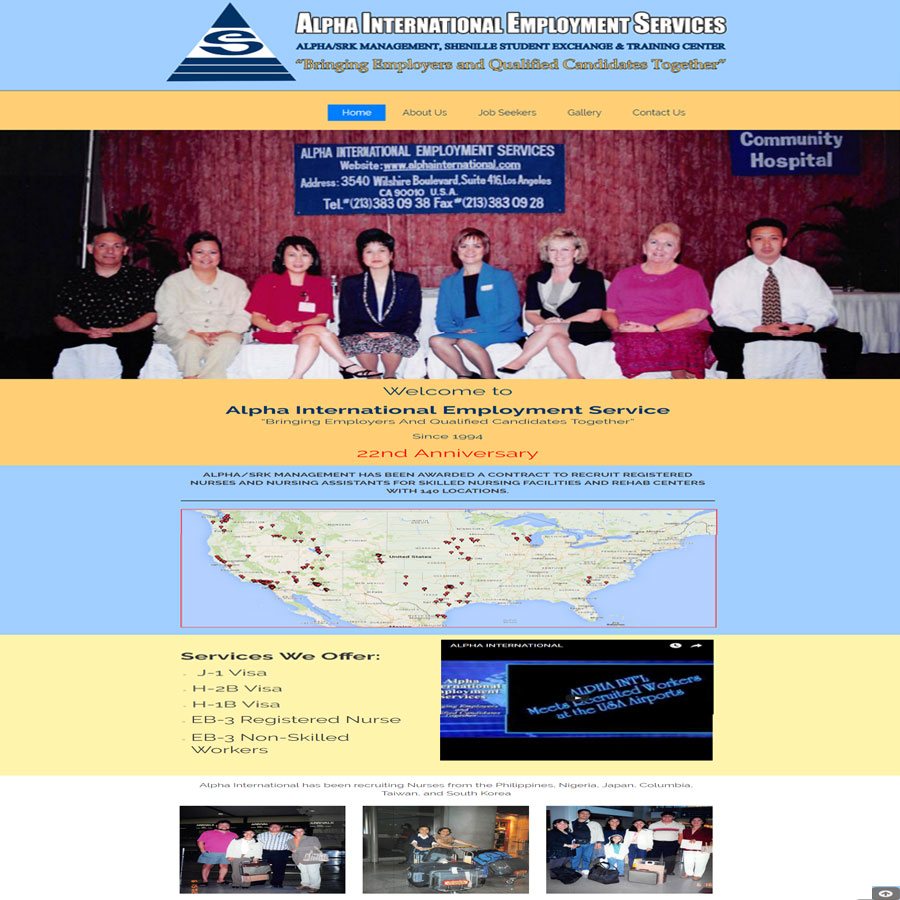 ALPHA INTERNATIONAL EMPLOYMENT SERVICES
ALPHA/SRK MANAGEMENT, SHENILLE STUDENT EXCHANGE & TRAINING CENTER
"Bringing Employers and Qualified Candidates Together"
S
Home About Us Job Seekers Gallery Contact Us
ALPHA INTERNATIONAL EMPLOYMENT SERVICES
Website:www.alphainternational.com
Address: 3540 Wilshire Boulevard, Suite 416, Los Angeles
CA 90010 U.S.A.
Tel.#(213)383 09 38 Fax#(213)383 09 28
Community
Hospital
Welcome to
Alpha International Employment Service
"Bringing Employers And Qualified Candidates Together"
Since 1994
22nd Anniversary
ALPHA/SRK MANAGEMENT HAS BEEN AWARDED A CONTRACT TO RECRUIT REGISTERED
NURSES AND NURSING ASSISTANTS FOR SKILLED NURSING FACILITIES AND REHAB CENTERS
WITH 140 LOCATIONS.
United States
Mexico
Services We Offer:
J-1 Visa
H-2B Visa
H-1B Visa
EB-3 Registered Nurse
EB-3 Non-Skilled
Workers
ALPHA INTERNATIONAL
ALPHA INT'L
Meets Recruited Workers
at the USA Airports
Alpha International has been recruiting Nurses from the Philippines, Nigeria, Japan, Columbia,
Taiwan, and South Korea